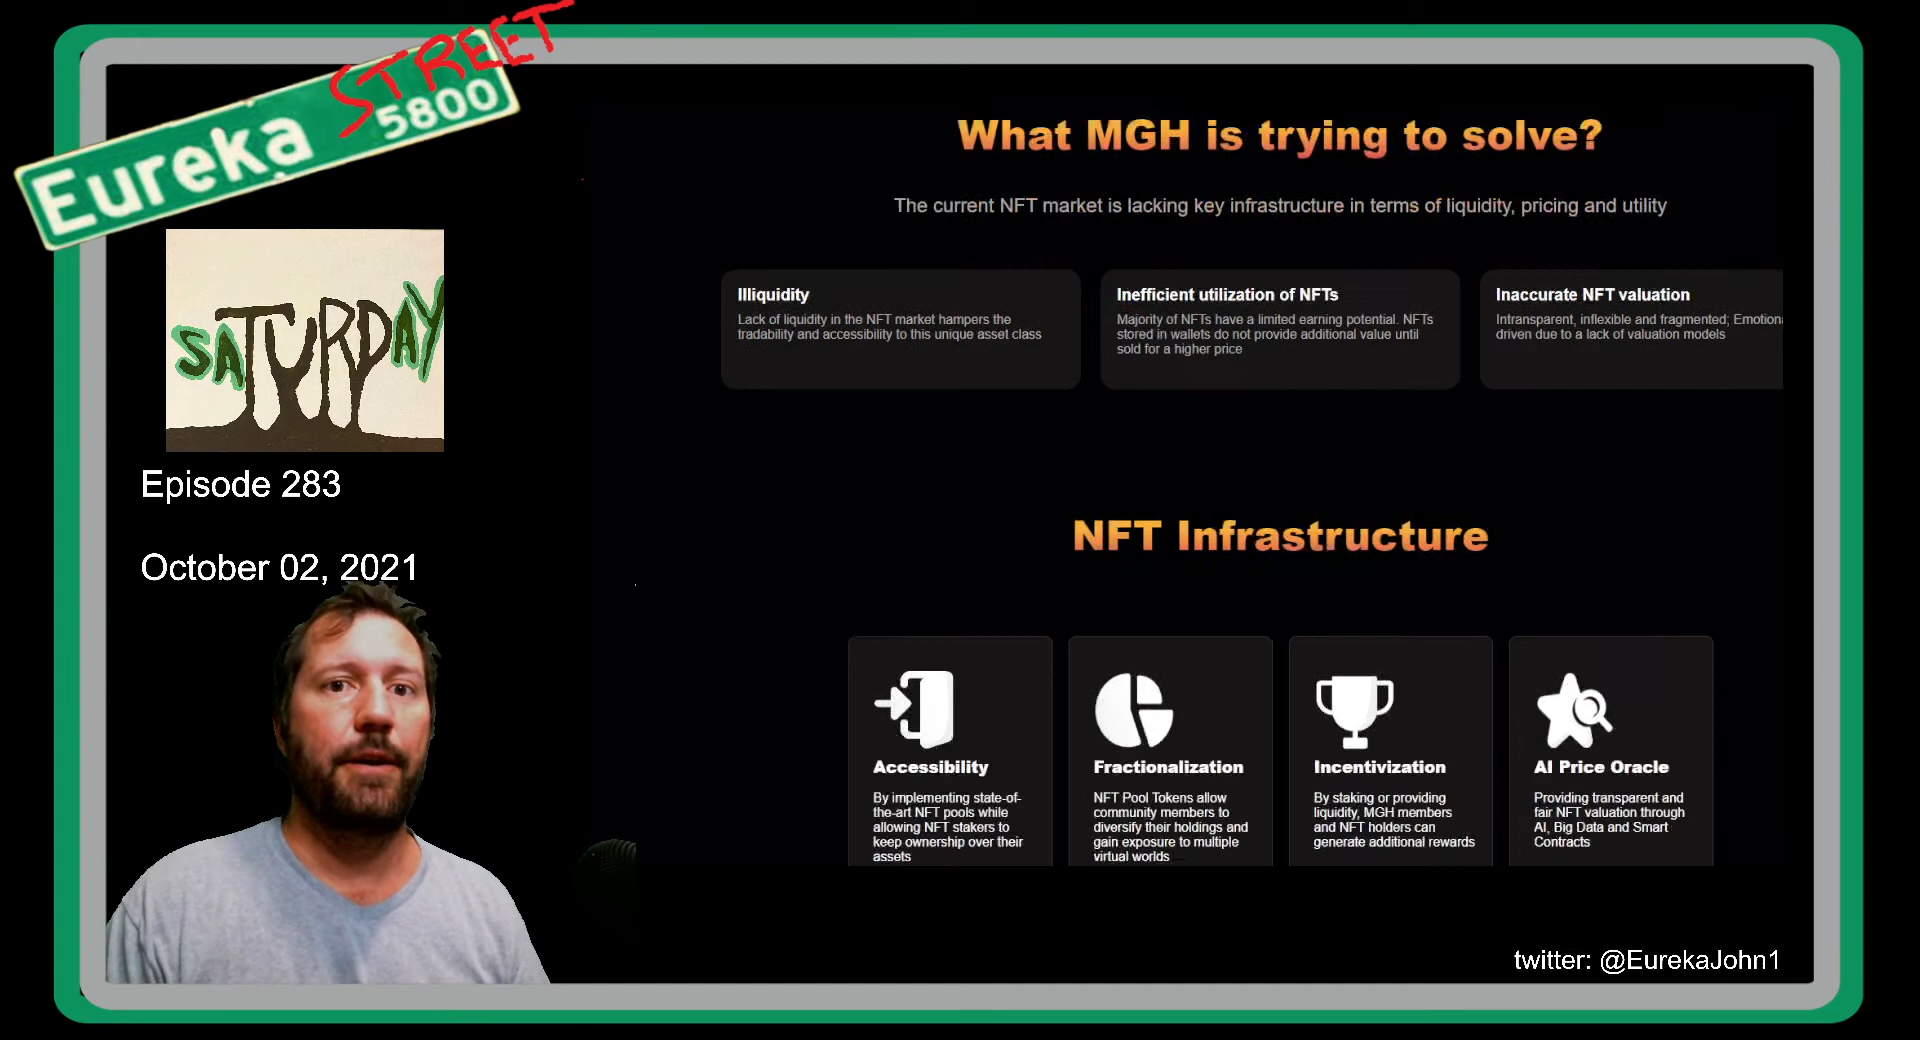 Eureka
STREET
5800
SATURDAY
Episode 283
October 02, 2021
What MGH is trying to solve?
The current NFT market is lacking key infrastructure in terms of liquidity, pricing and utility
Illiquidity
Lack of liquidity in the NFT market hampers the
tradability and accessibility to this unique asset class
Inefficient utilization of NFTs
Majority of NFTs have a limited earning potential. NFTs
stored in wallets do not provide additional value until
sold for a higher price
Inaccurate NFT valuation
Intransparent, inflexible and fragmented; Emotiona
driven due to a lack of valuation models
NFT Infrastructure
Accessibility
By implementing state-of-
the-art NFT pools while
allowing NFT stakers to
keep ownership over their
assets
Fractionalization
NFT Pool Tokens allow
community members to
diversify their holdings and
gain exposure to multiple
virtual worlds
Incentivization
By staking or providing
liquidity, MGH members
and NFT holders can
generate additional rewards
AI Price Oracle
Providing transparent and
fair NFT valuation through
AI, Big Data and Smart
Contracts
twitter: @EurekaJohn1